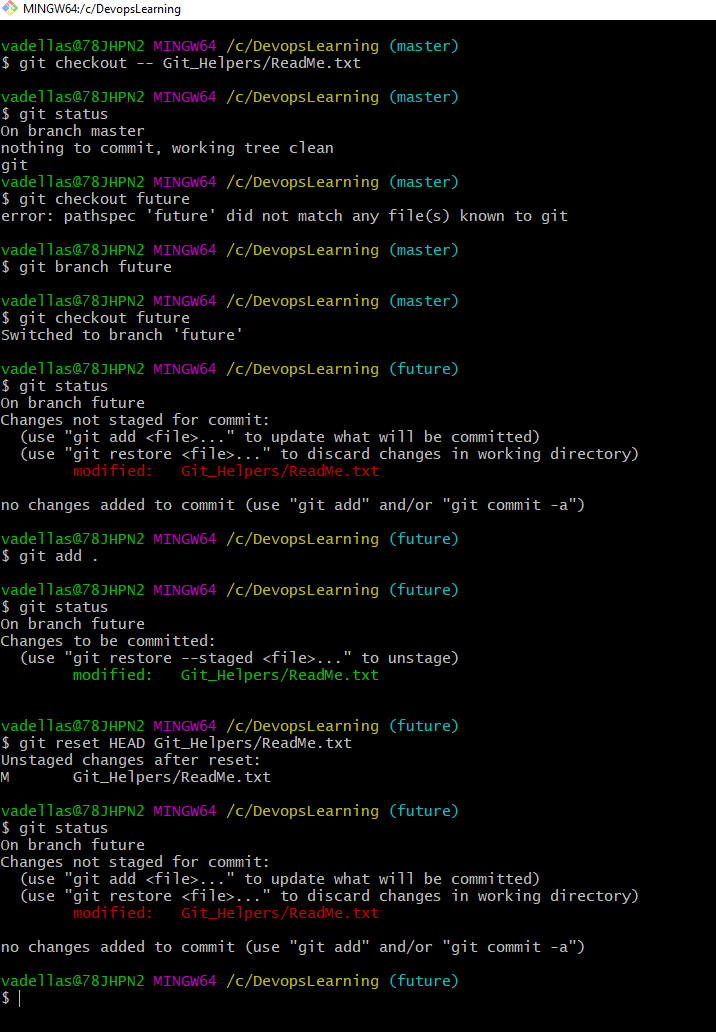 MINGW64:/c/DevopsLearning
vadellas@78JHPN2 MINGW64 /c/DevopsLearning (master)
$ git checkout -- Git_Helpers/ReadMe.txt
vadellas@78JHPN2 MINGW64 /c/DevopsLearning (master)
$ git status
On branch master
nothing to commit, working tree clean
git
vadellas@78JHPN2 MINGW64 /c/DevopsLearning (master)
$ git checkout future
error: pathspec 'future' did not match any file(s) known to git
vadellas@78JHPN2 MINGW64 /c/DevopsLearning (master)
$ git branch future
vadellas@78JHPN2 MINGW64 /c/DevopsLearning (master)
$ git checkout future
Switched to branch 'future'
vadellas@78JHPN2 MINGW64 /c/DevopsLearning (future)
$ git status
On branch future
Changes not staged for commit:
  (use "git add <file>..." to update what will be committed)
  (use "git restore <file>..." to discard changes in working directory)
        modified:   Git_Helpers/ReadMe.txt
no changes added to commit (use "git add" and/or "git commit -a")
vadellas@78JHPN2 MINGW64 /c/DevopsLearning (future)
$ git add .
vadellas@78JHPN2 MINGW64 /c/DevopsLearning (future)
$ git status
On branch future
Changes to be committed:
  (use "git restore --staged <file>..." to unstage)
        modified:   Git_Helpers/ReadMe.txt
vadellas@78JHPN2 MINGW64 /c/DevopsLearning (future)
$ git reset HEAD Git_Helpers/ReadMe.txt
Unstaged changes after reset:
M       Git_Helpers/ReadMe.txt
vadellas@78JHPN2 MINGW64 /c/DevopsLearning (future)
$ git status
On branch future
Changes not staged for commit:
  (use "git add <file>..." to update what will be committed)
  (use "git restore <file>..." to discard changes in working directory)
        modified:   Git_Helpers/ReadMe.txt
no changes added to commit (use "git add" and/or "git commit -a")
vadellas@78JHPN2 MINGW64 /c/DevopsLearning (future)
$